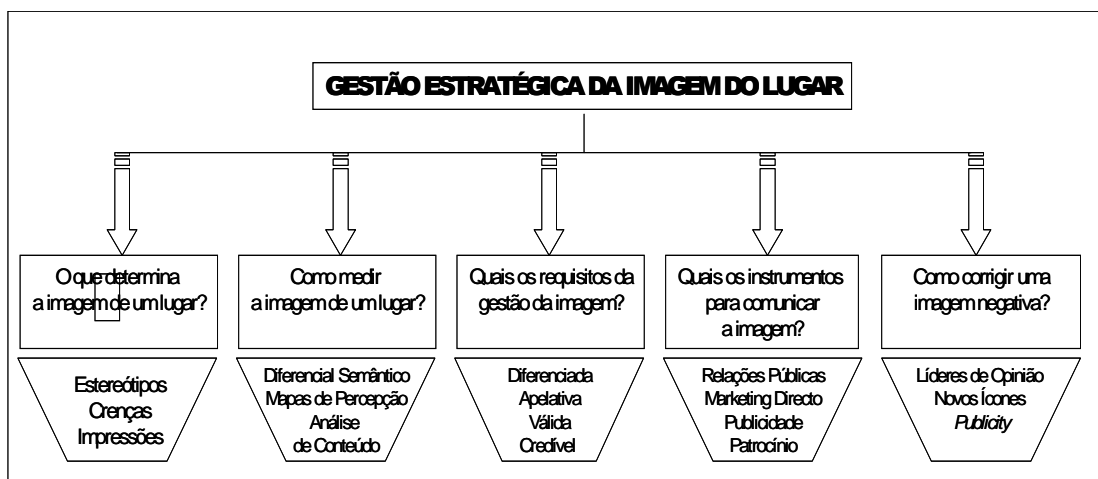 GESTÃO ESTRATÉGICA DA IMAGEM DO LUGAR
O que determina
a imagem de um lugar?
Estereótipos
Crenças
Impressões
Como medir
a imagem de um lugar?
Diferencial Semântico
Mapas de Percepção
Análise
de Conteúdo
Quais os requisitos da
gestão da imagem?
Diferenciada
Apelativa
Válida
Credível
Quais os instrumentos
para comunicar
a imagem?
Relações Públicas
Marketing Directo
Publicidade
Patrocínio
Como corrigir uma
imagem negativa?
Líderes de Opinião
Novos Ícones
Publicity